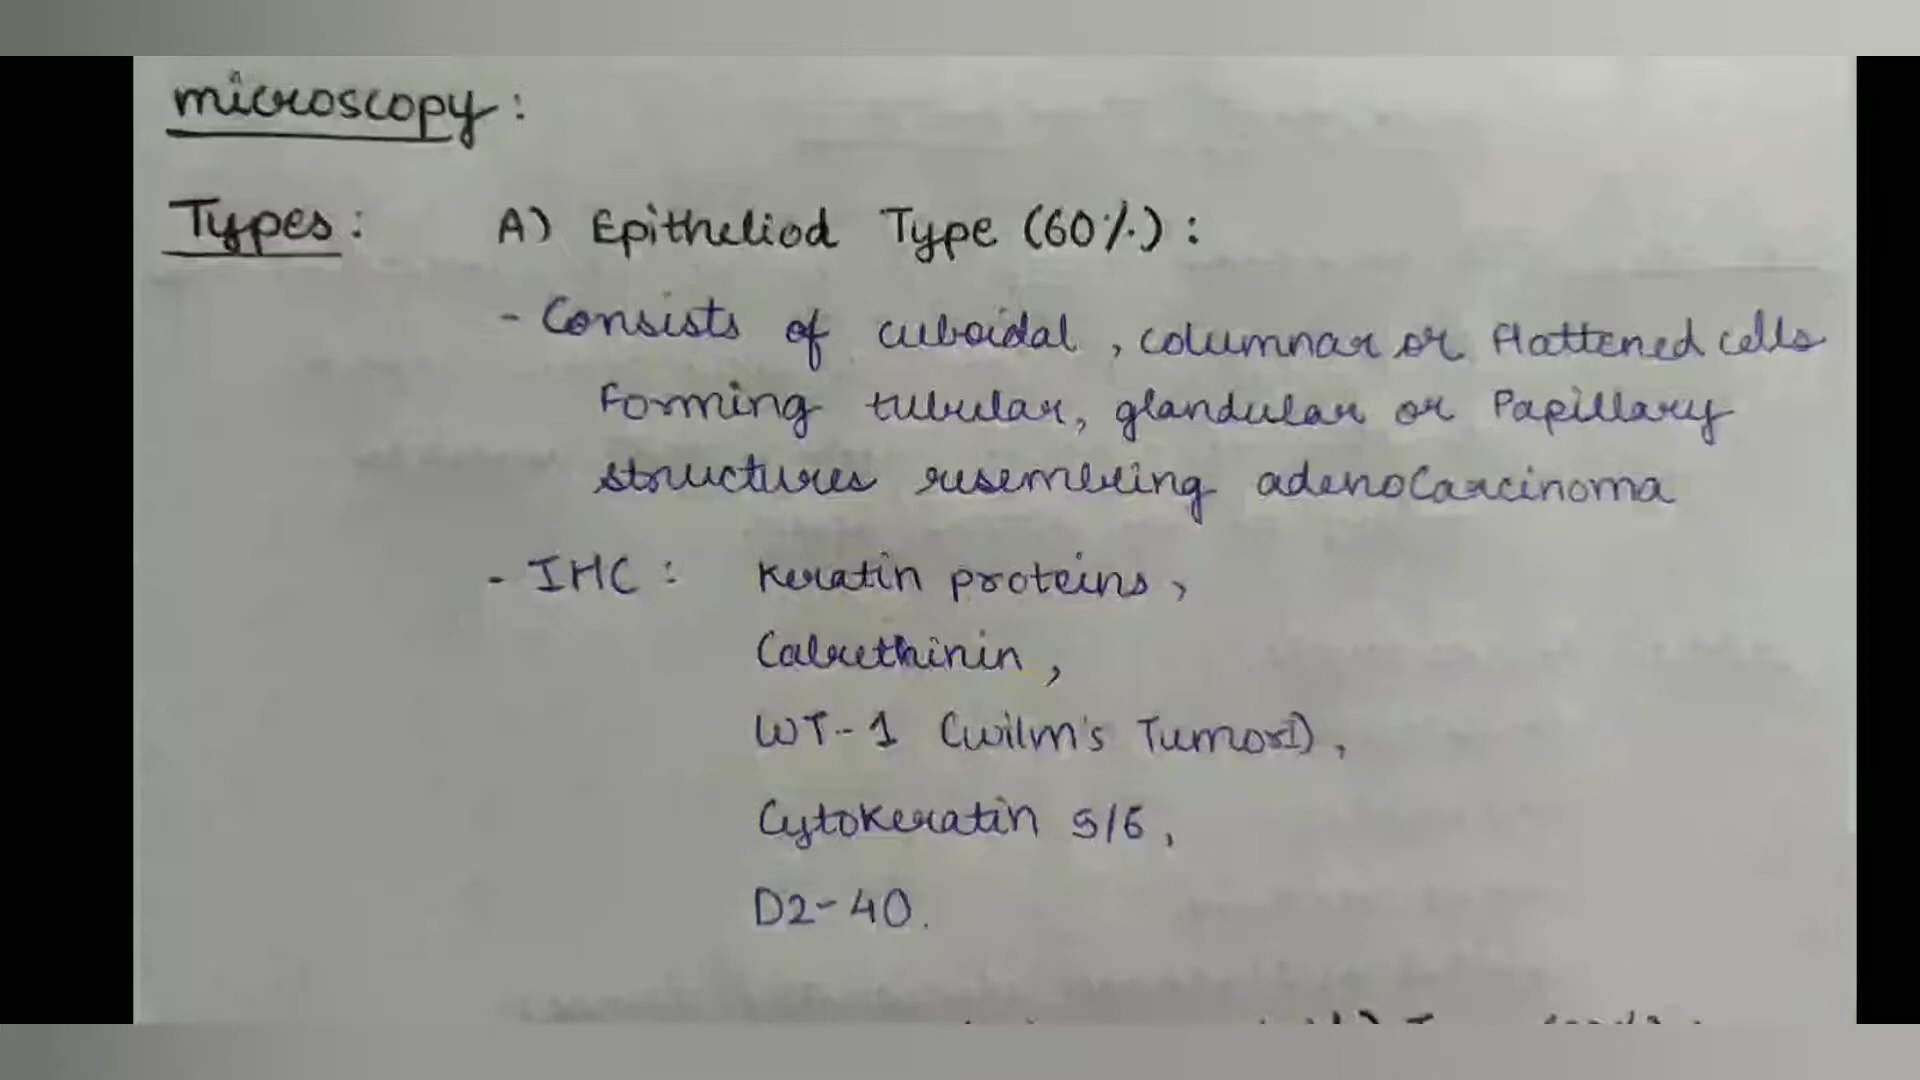 microscopy:
Types: A) Epitheliod Type (60%):
- Consists of cuboidal, columnar or flattened cells
forming tubular, glandular or Papillary
structures resembling adenocarcinoma
- IHC: Keratin proteins,
Calrethinin,
WT-1 (wilm's Tumor1),
Cytokeratin 5/6,
D2-40.